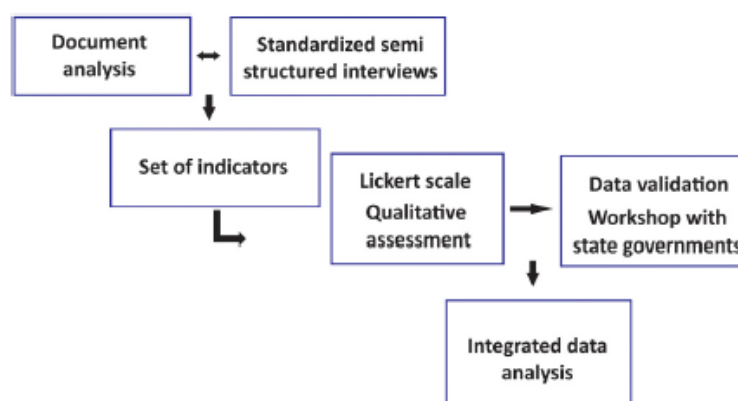 Document
analysis
Standardized semi
structured interviews
Set of indicators
Lickert scale
Qualitative
assessment
Data validation
Workshop with
state governments
Integrated data
analysis